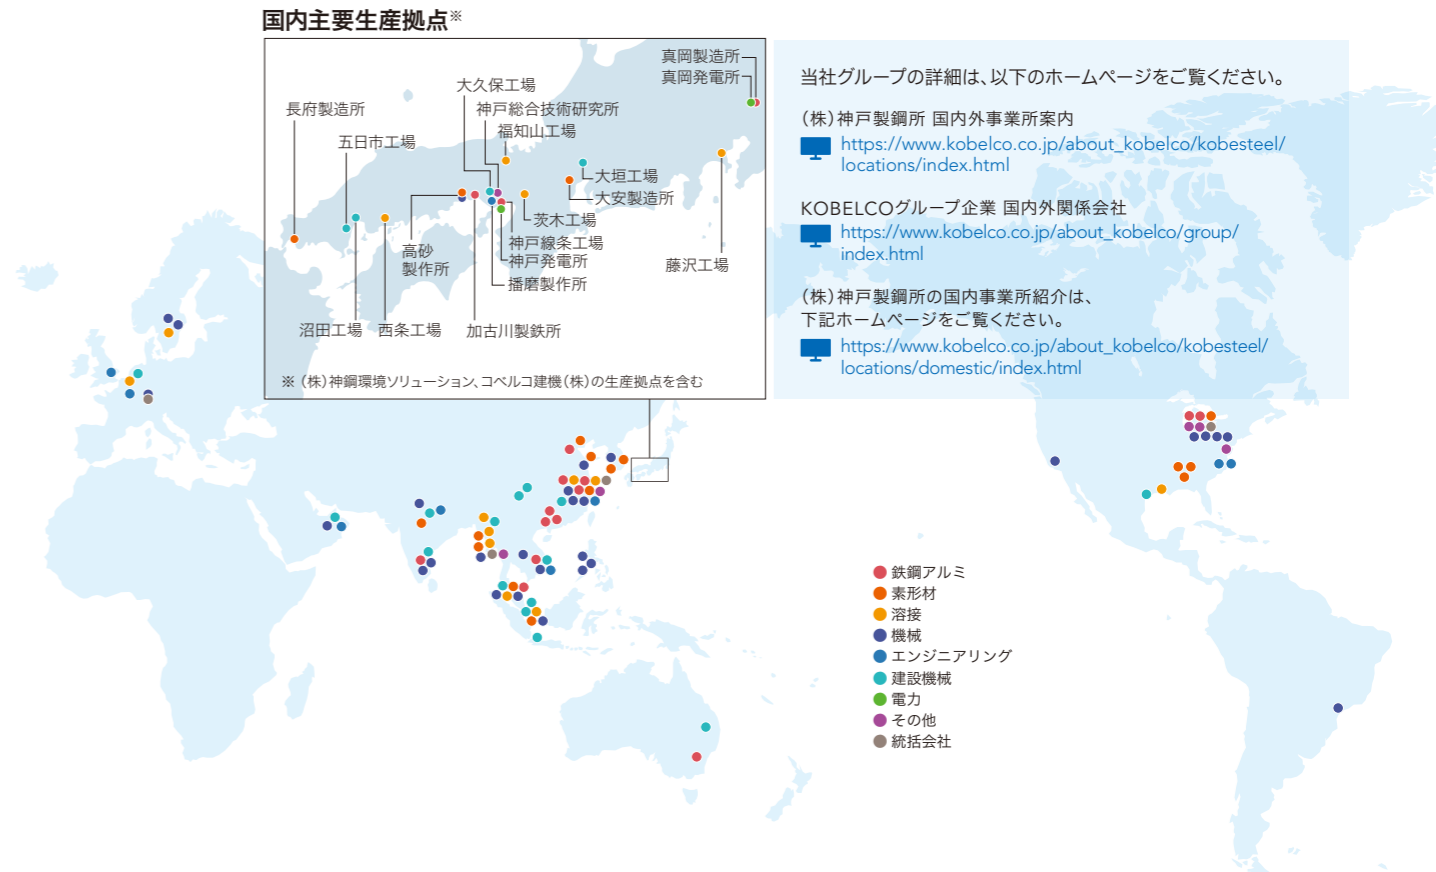 国内主要生産拠点※
真岡製造所
真岡発電所
大久保工場
神戸総合技術研究所
長府製造所
福知山工場
五日市工場
大垣工場
大安製造所
茨木工場
神戸線条工場
高砂
製作所
神戸発電所
藤沢工場
播磨製作所
沼田工場
西条工場
加古川製鉄所
※ (株)神鋼環境ソリューション、コベルコ建機(株)の生産拠点を含む
当社グループの詳細は、以下のホームページをご覧ください。
(株)神戸製鋼所 国内外事業所案内
https://www.kobelco.co.jp/about_kobelco/kobesteel/
locations/index.html
KOBELCOグループ企業 国内外関係会社
https://www.kobelco.co.jp/about_kobelco/group/
index.html
(株)神戸製鋼所の国内事業所紹介は、
下記ホームページをご覧ください。
https://www.kobelco.co.jp/about_kobelco/kobesteel/
locations/domestic/index.html
鉄鋼アルミ
素形材
溶接
機械
エンジニアリング
建設機械
電力
その他
統括会社